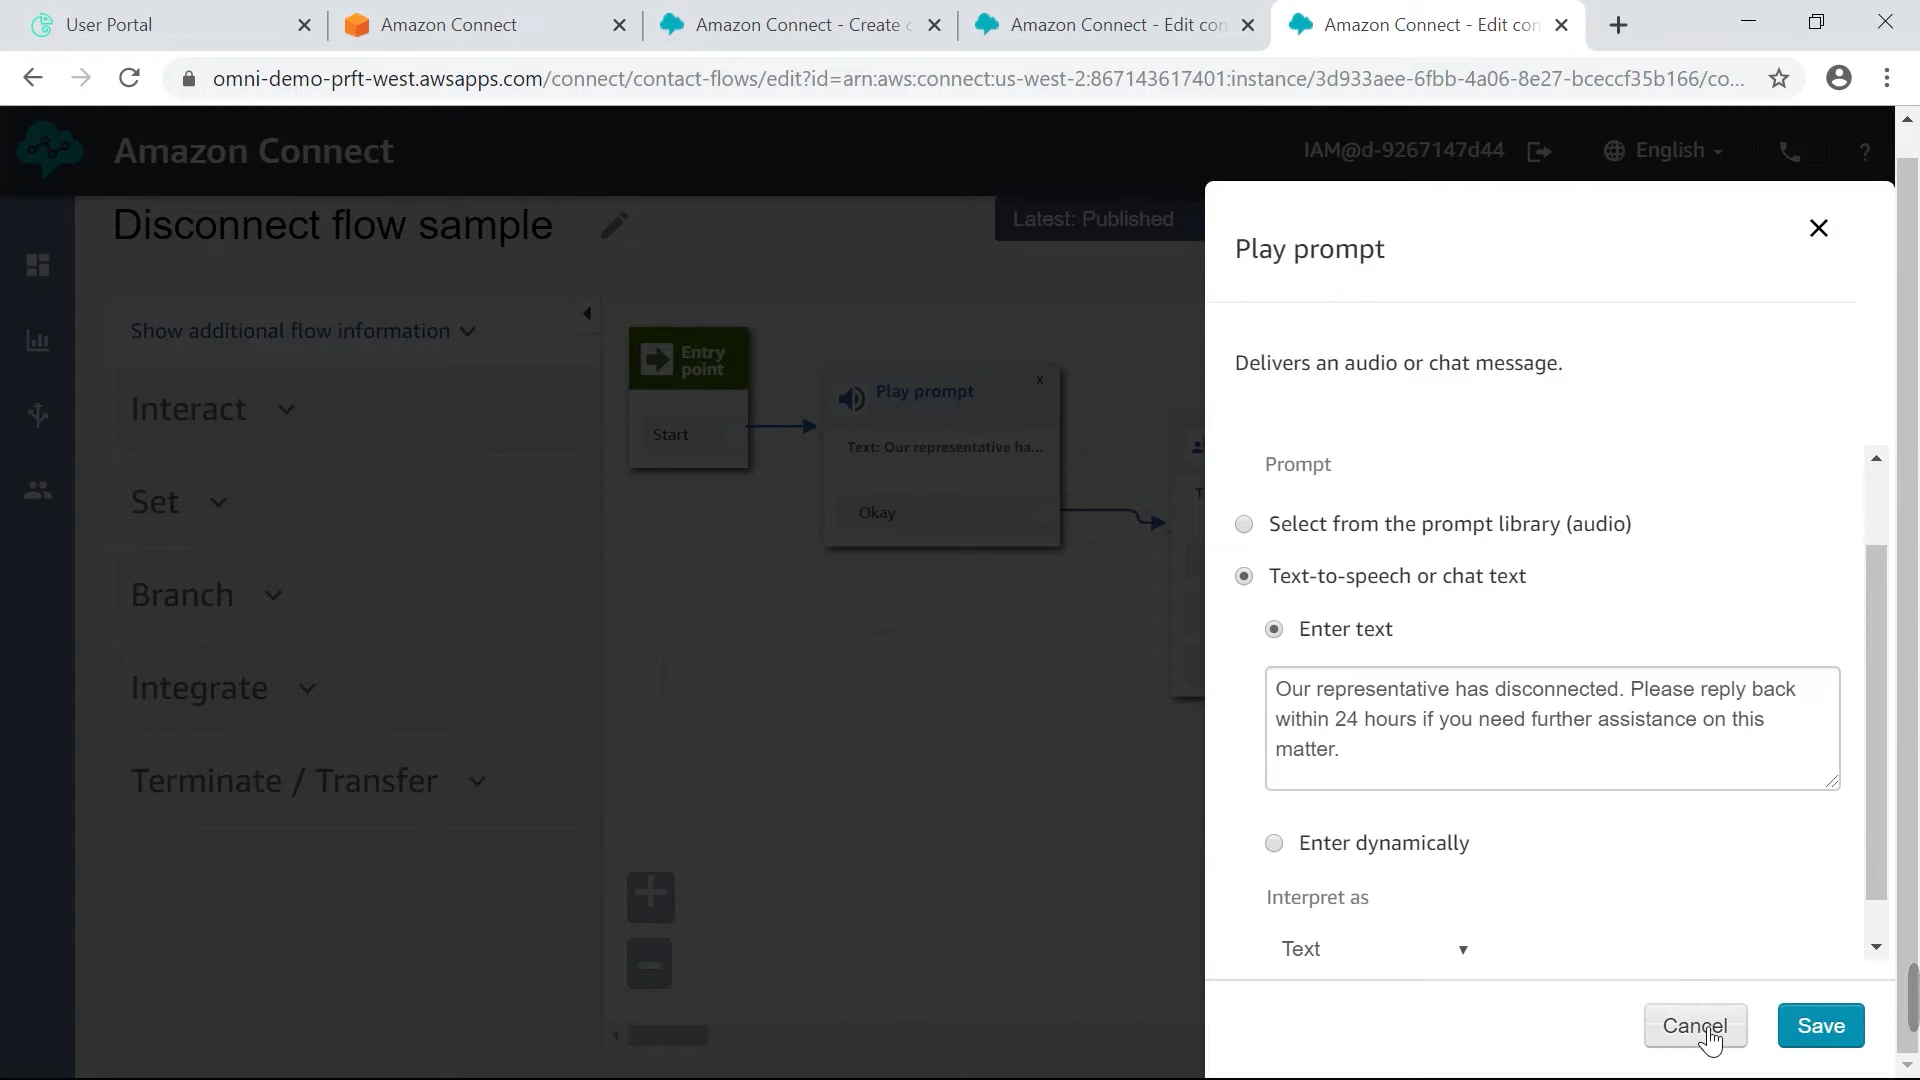 User Portal
Amazon Connect
Amazon Connect - Create c
Amazon Connect - Edit con
Amazon Connect - Edit con
omni-demo-prft-west.awsapps.com/connect/contact-flows/edit?id=arn:aws:connect:us-west-2:867143617401:instance/3d933aee-6fbb-4a06-8e27-bceccf35b166/co...
Amazon Connect
IAM@d-9267147d44
English
?
Disconnect flow sample
Latest: Published
Show additional flow information
Interact
Set
Branch
Integrate
Terminate / Transfer
Entry
point
Start
Play prompt
x
Text: Our representative ha...
Okay
T
Play prompt
Delivers an audio or chat message.
Prompt
Select from the prompt library (audio)
Text-to-speech or chat text
Enter text
Our representative has disconnected. Please reply back
within 24 hours if you need further assistance on this
matter.
Enter dynamically
Interpret as
Text
Cancel
Save